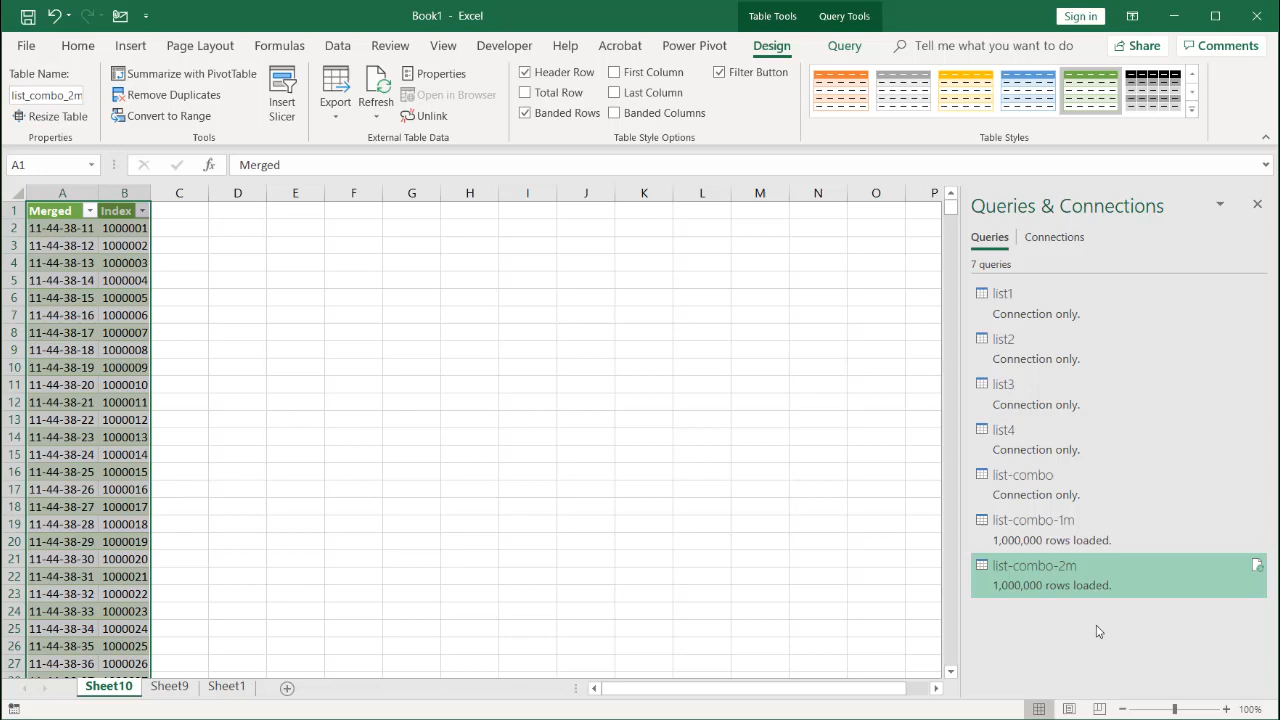 Book1 - Excel
Table Tools
Query Tools
Sign in
File
Home
Insert
Page Layout
Formulas
Data
Review
View
Developer
Help
Acrobat
Power Pivot
Design
Query
Tell me what you want to do
Share
Comments
Table Name:
list_combo_2m
Resize Table
Properties
Summarize with PivotTable
Remove Duplicates
Convert to Range
Tools
Insert
Slicer
Export
Refresh
Properties
Open in Browser
Unlink
External Table Data
Header Row
Total Row
Banded Rows
First Column
Last Column
Banded Columns
Filter Button
Table Style Options
Table Styles
A1
fx
Merged
A B C D E F G H I J K L M N O P
1 Merged Index
2 11-44-38-11 1000001
3 11-44-38-12 1000002
4 11-44-38-13 1000003
5 11-44-38-14 1000004
6 11-44-38-15 1000005
7 11-44-38-16 1000006
8 11-44-38-17 1000007
9 11-44-38-18 1000008
10 11-44-38-19 1000009
11 11-44-38-20 1000010
12 11-44-38-21 1000011
13 11-44-38-22 1000012
14 11-44-38-23 1000013
15 11-44-38-24 1000014
16 11-44-38-25 1000015
17 11-44-38-26 1000016
18 11-44-38-27 1000017
19 11-44-38-28 1000018
20 11-44-38-29 1000019
21 11-44-38-30 1000020
22 11-44-38-31 1000021
23 11-44-38-32 1000022
24 11-44-38-33 1000023
25 11-44-38-34 1000024
26 11-44-38-35 1000025
27 11-44-38-36 1000026
Queries & Connections
Queries
Connections
7 queries
list1
Connection only.
list2
Connection only.
list3
Connection only.
list4
Connection only.
list-combo
Connection only.
list-combo-1m
1,000,000 rows loaded.
list-combo-2m
1,000,000 rows loaded.
Sheet10
Sheet9
Sheet1
100%